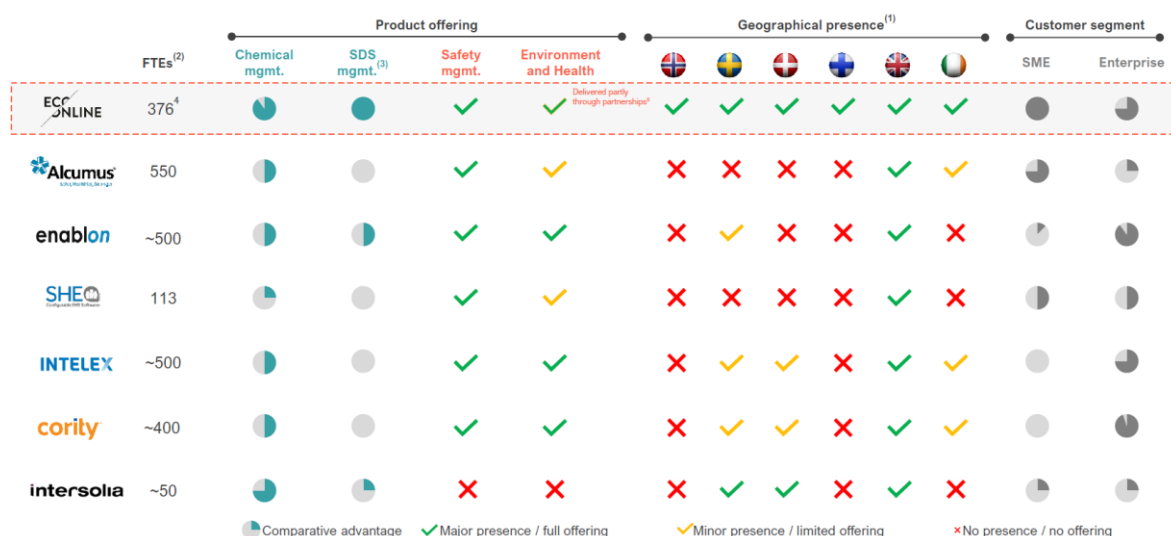 Product offering
Geographical presence(1)
Customer segment
FTEs(2)
Chemical mgmt.
SDS mgmt.(3)
Safety mgmt.
Environment and Health
SME
Enterprise
ECO ONLINE
376⁴
Delivered partly
through partnerships⁵
Alcumus®
550
enablon
~500
SHE
113
INTELEX
~500
cority
~400
intersolia
~50
Comparative advantage
Major presence / full offering
Minor presence / limited offering
No presence / no offering